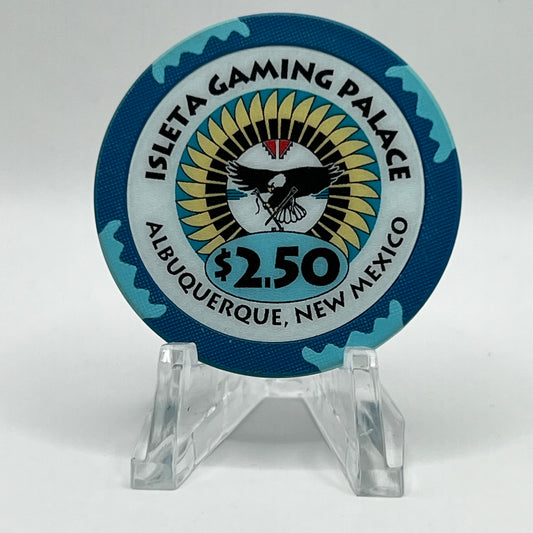 ISLETA GAMING PALACE
$2.50
ALBUQUERQUE, NEW MEXICO